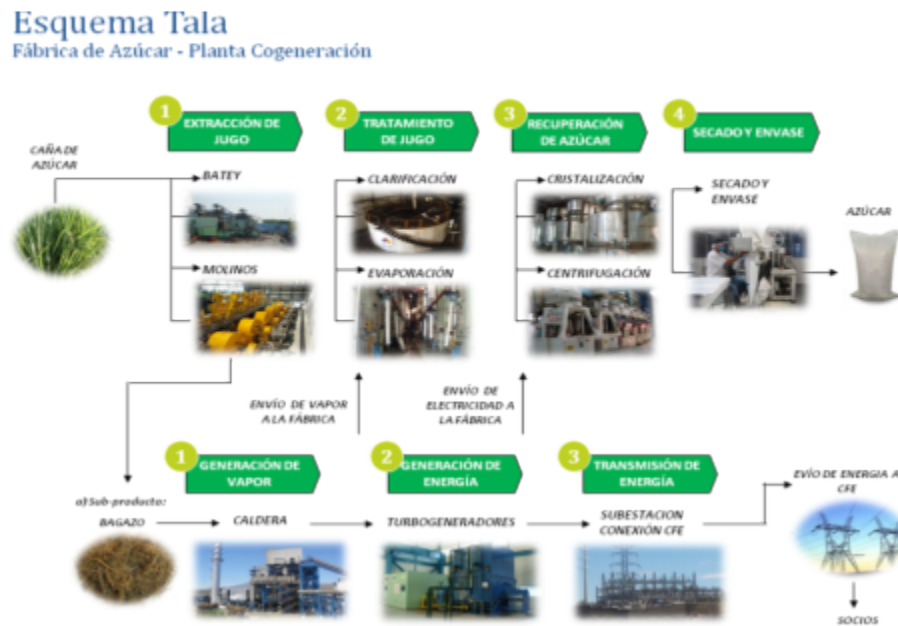 Esquema Tala
Fábrica de Azúcar - Planta Cogeneración
1
EXTRACCIÓN DE
JUGO
2
TRATAMIENTO
DE JUGO
3
RECUPERACIÓN
DE AZÚCAR
4
SECADO Y ENVASE
CAÑA DE
AZÚCAR
BATEY
CLARIFICACIÓN
CRISTALIZACIÓN
SECADO Y
ENVASE
AZÚCAR
MOLINOS
EVAPORACIÓN
CENTRIFUGACIÓN
ENVÍO DE VAPOR
A LA FÁBRICA
ENVÍO DE
ELECTRICIDAD A
LA FÁBRICA
1
GENERACIÓN DE
VAPOR
2
GENERACIÓN DE
ENERGÍA
3
TRANSMISIÓN DE
ENERGÍA
EVÍO DE ENERGIA A
CFE
a) Sub-producto:
BAGAZO
CALDERA
TURBOGENERADORES
SUBESTACION
CONEXIÓN CFE
SOCIOS